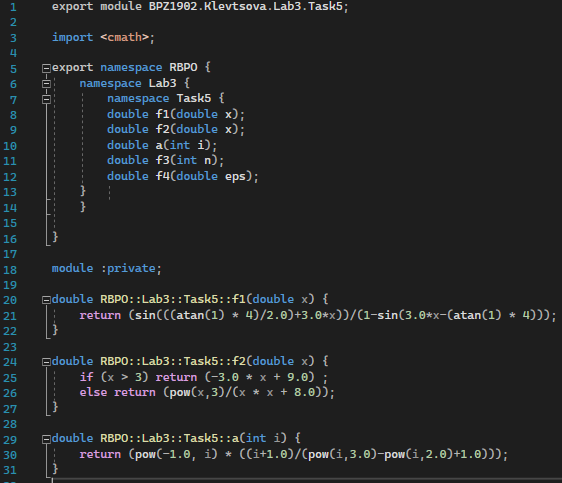 1 export module BPZ1902.Klevtsova.Lab3.Task5;
2
3 import <cmath>;
4
5 export namespace RBPO {
6 namespace Lab3 {
7 namespace Task5 {
8 double f1(double x);
9 double f2(double x);
10 double a(int i);
11 double f3(int n);
12 double f4(double eps);
13 }
14 }
15
16 }
17
18 module :private;
19
20 double RBPO::Lab3::Task5::f1(double x) {
21 return (sin(((atan(1) * 4)/2.0)+3.0*x))/(1-sin(3.0*x-(atan(1) * 4)));
22 }
23
24 double RBPO::Lab3::Task5::f2(double x) {
25 if (x > 3) return (-3.0 * x + 9.0) ;
26 else return (pow(x,3)/(x * x + 8.0));
27 }
28
29 double RBPO::Lab3::Task5::a(int i) {
30 return (pow(-1.0, i) * ((i+1.0)/(pow(i,3.0)-pow(i,2.0)+1.0)));
31 }